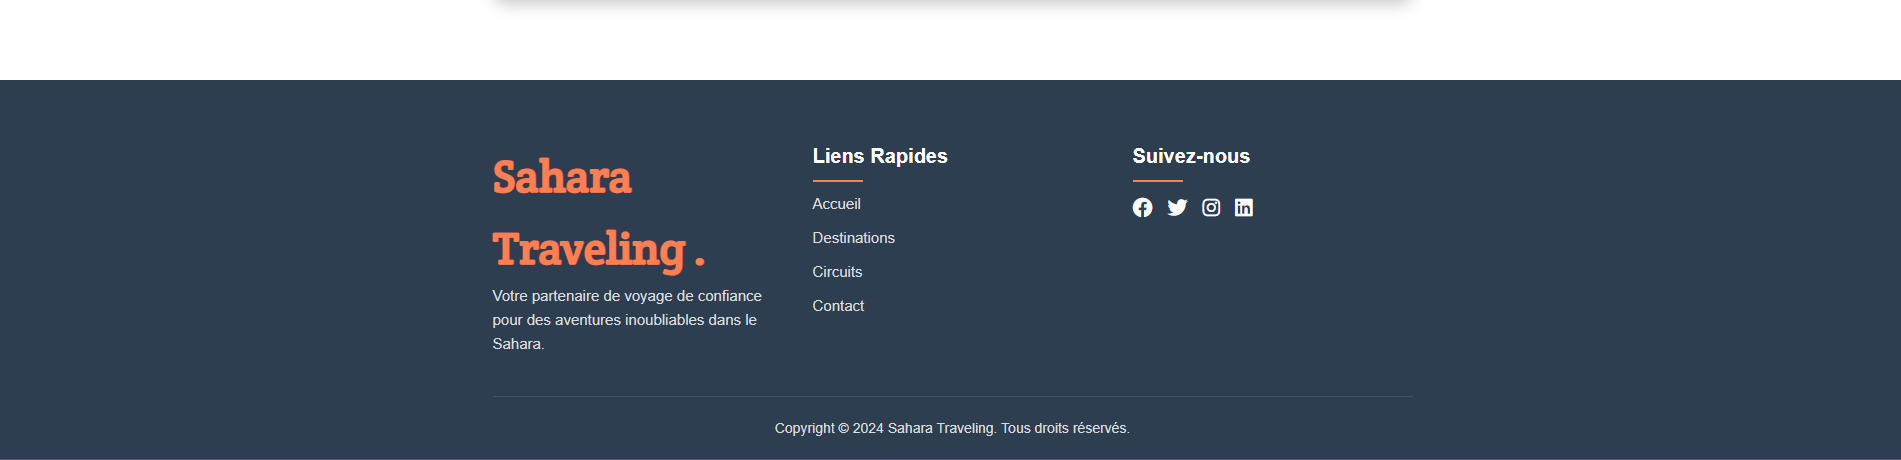 Sahara
Traveling .
Votre partenaire de voyage de confiance
pour des aventures inoubliables dans le
Sahara.
Liens Rapides
Accueil
Destinations
Circuits
Contact
Suivez-nous
Copyright © 2024 Sahara Traveling. Tous droits réservés.